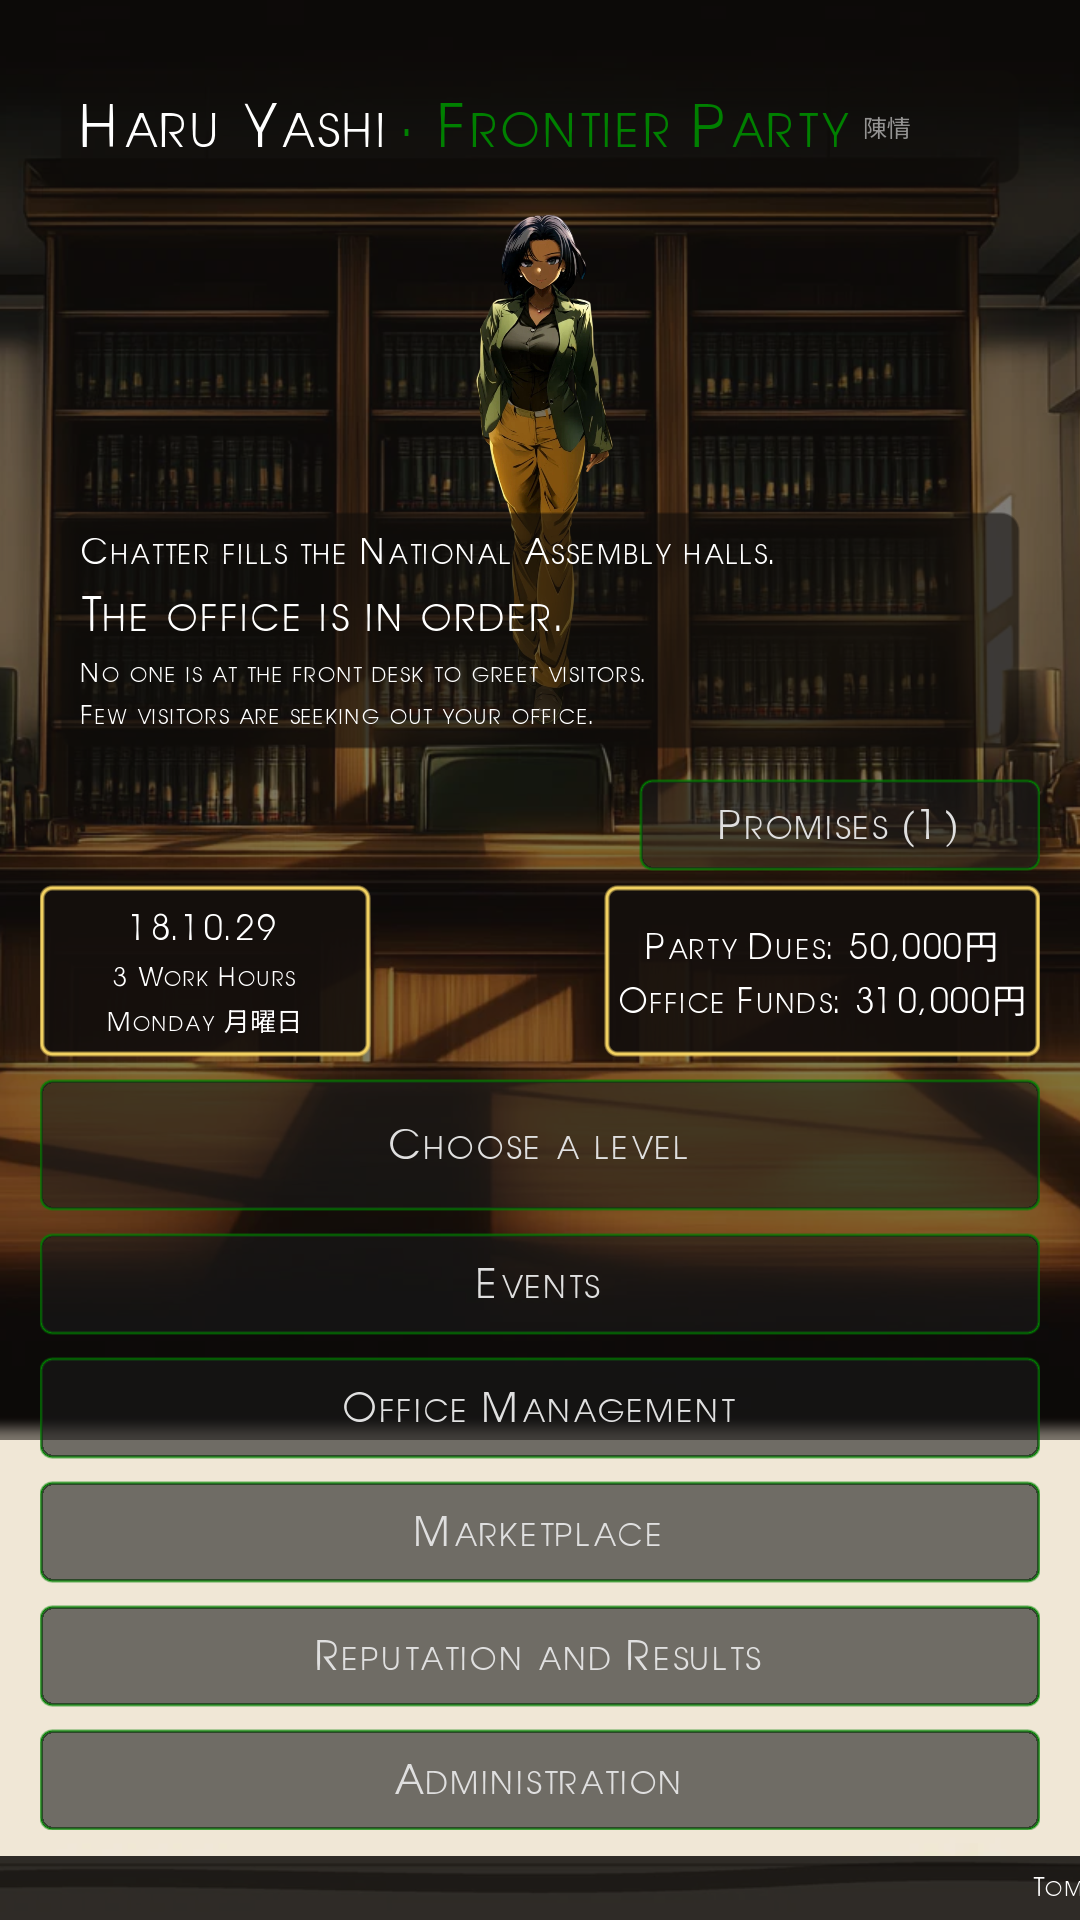 Haru Yashi · Frontier Party 陳情
Chatter fills the National Assembly halls.
The office is in order.
No one is at the front desk to greet visitors.
Few visitors are seeking out your office.
Promises (1)
18.10.29
3 Work Hours
Monday 月曜日
Party Dues: 50,000円
Office Funds: 310,000円
Choose a level
Events
Office Management
Marketplace
Reputation and Results
Administration
Tom